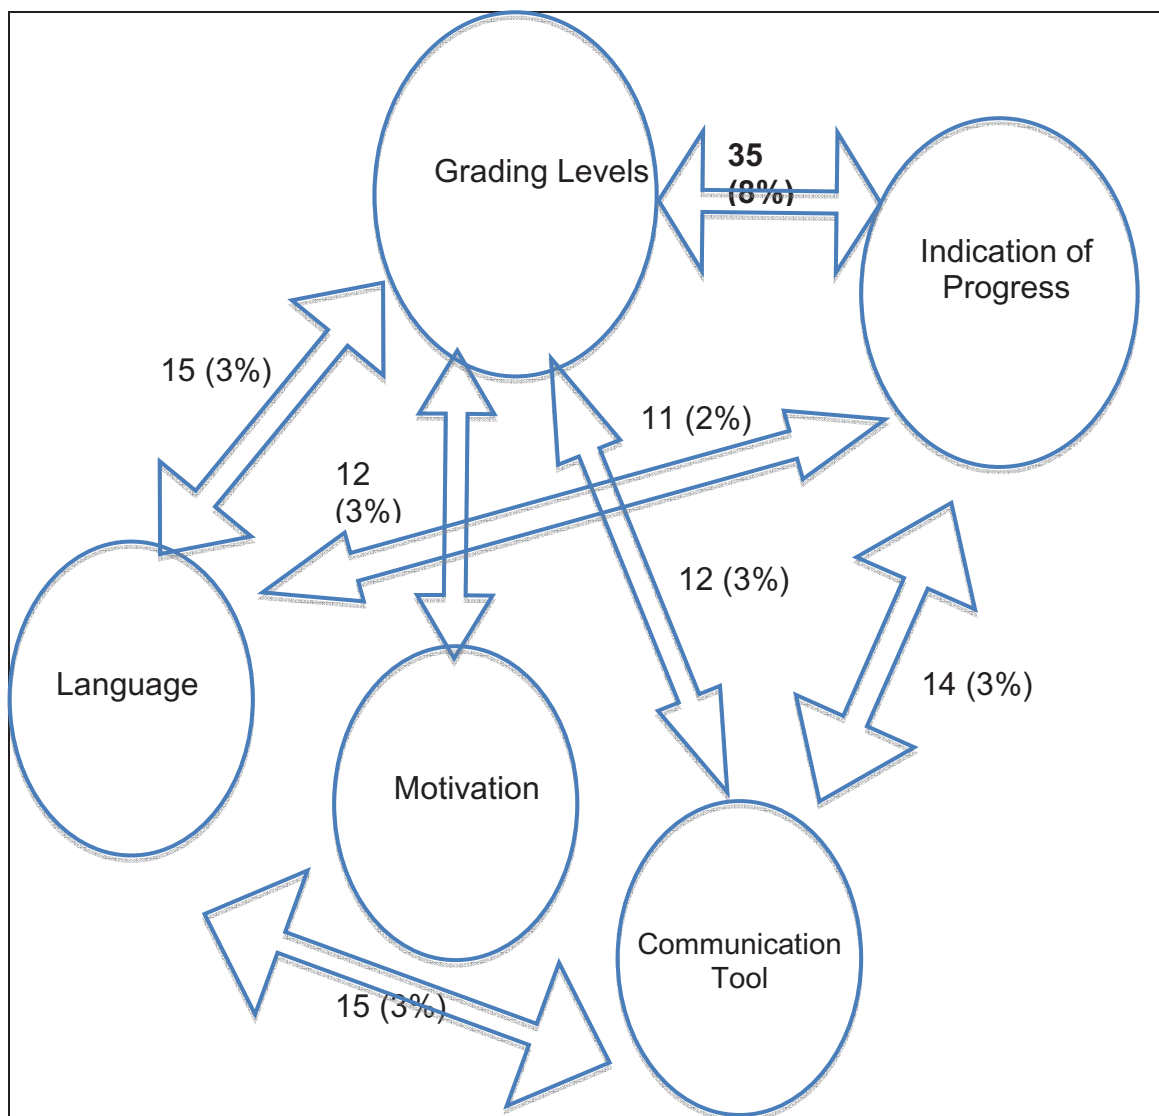 35
(8%)
Grading Levels
Indication of
Progress
15 (3%)
11 (2%)
12
(3%)
12 (3%)
Language
14 (3%)
Motivation
Communication
Tool
15 (3%)